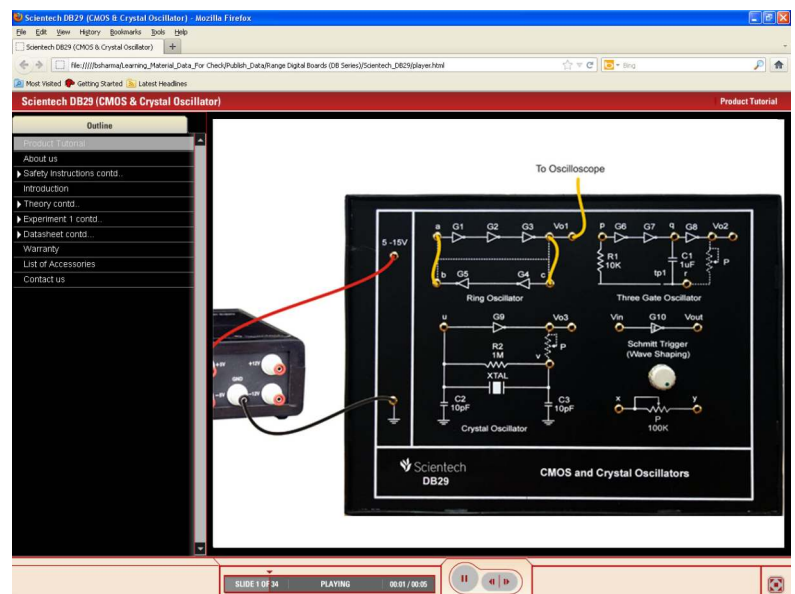 Scientech DB29 (CMOS & Crystal Oscillator) - Mozilla Firefox
File Edit View History Bookmarks Tools Help
Scientech DB29 (CMOS & Crystal Oscillator) +
file://///bsharma/Learning_Material_Data_For Check/Publish_Data/Range Digital Boards (DB Series)/Scientech_DB29/player.html
Bing
Most Visited Getting Started Latest Headlines
Scientech DB29 (CMOS & Crystal Oscillator) Product Tutorial
Outline
Product Tutorial
About us
Safety Instructions contd..
Introduction
Theory contd..
Experiment 1 contd..
Datasheet contd...
Warranty
List of Accessories
Contact us
To Oscilloscope
5 -15V
a G1 G2 G3 Vo1
b G5 G4 c
Ring Oscillator
p G6 G7 q G8 Vo2
R1
10K
C1
1uF
P
tp1 r
Three Gate Oscillator
u G9 Vo3
R2
1M
P
v
XTAL
C2
10pF
C3
10pF
Crystal Oscillator
Vin G10 Vout
Schmitt Trigger
(Wave Shaping)
x y
P
100K
+12V
GND
-12V
Scientech
DB29
CMOS and Crystal Oscillators
SLIDE 1 OF 34 PLAYING 00:01 / 00:05